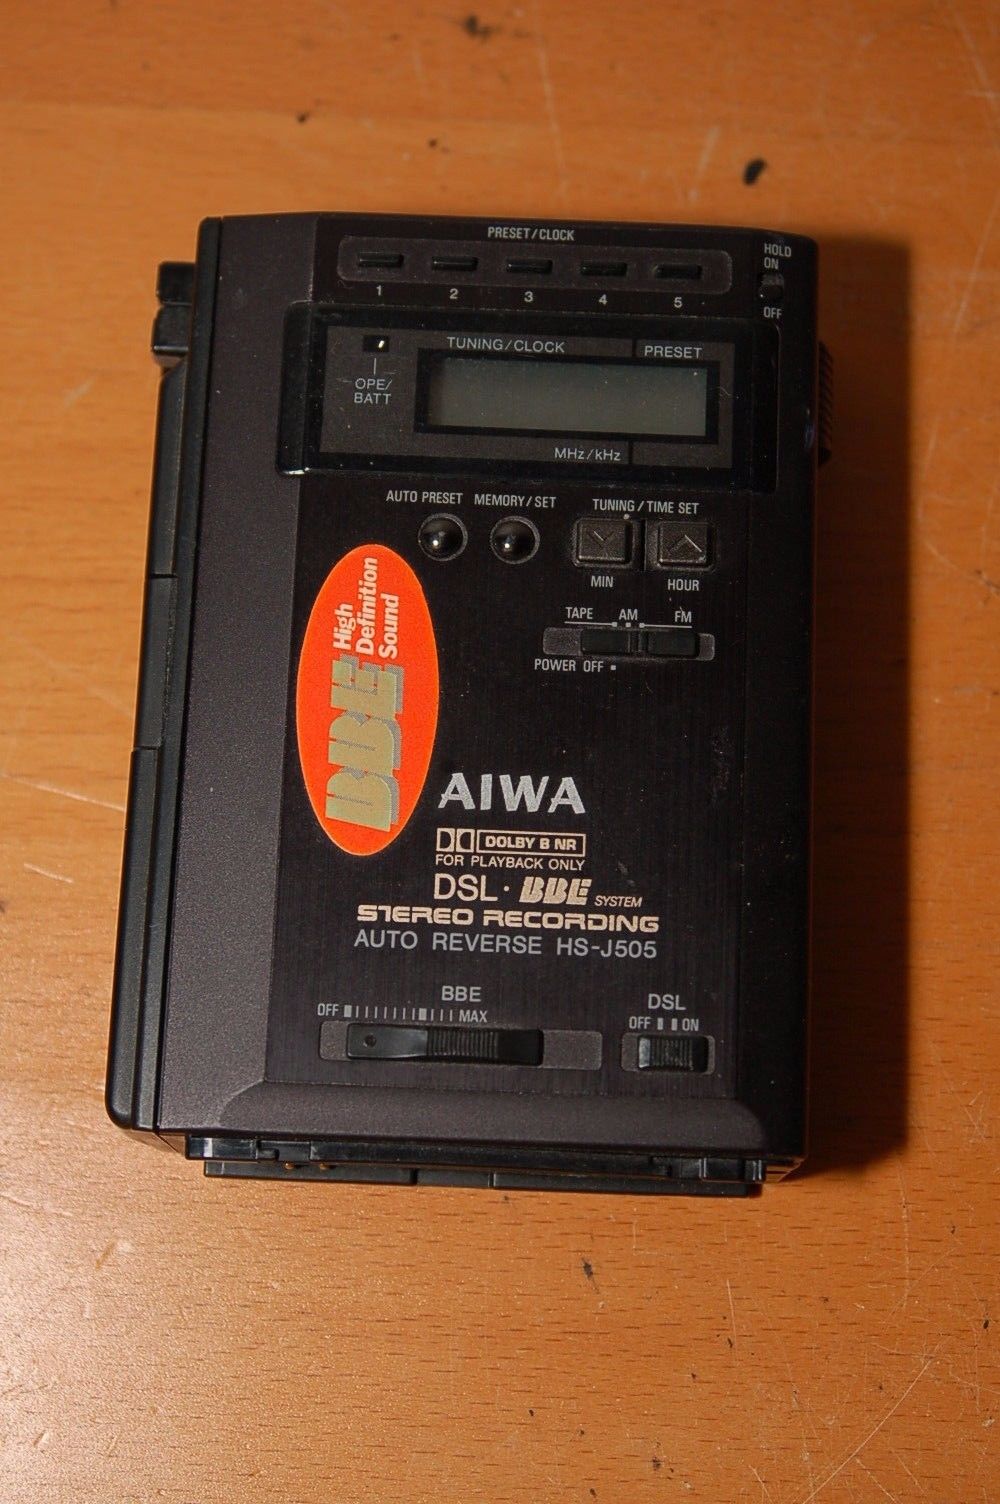 PRESET/CLOCK
1 2 3 4 5
HOLD
ON
OFF
TUNING/CLOCK
PRESET
OPE/
BATT
MHz/kHz
AUTO PRESET
MEMORY/SET
TUNING/TIME SET
MIN
HOUR
TAPE AM FM
POWER OFF
BBE
High
Definition
Sound
AIWA
DOLBY B NR
FOR PLAYBACK ONLY
DSL · BBE SYSTEM
STEREO RECORDING
AUTO REVERSE HS-J505
BBE
OFF MAX
DSL
OFF ON